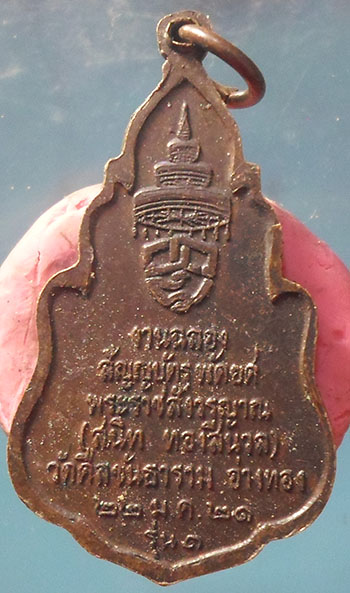 งานฉลอง
สัญญบัตร พัดยศ
พระราชสังวรญาณ
(สนิท ทองสีนวล)
วัดศีลขันธาราม อ่างทอง
๒๒ ม.ค. ๒๑
รุ่น ๑